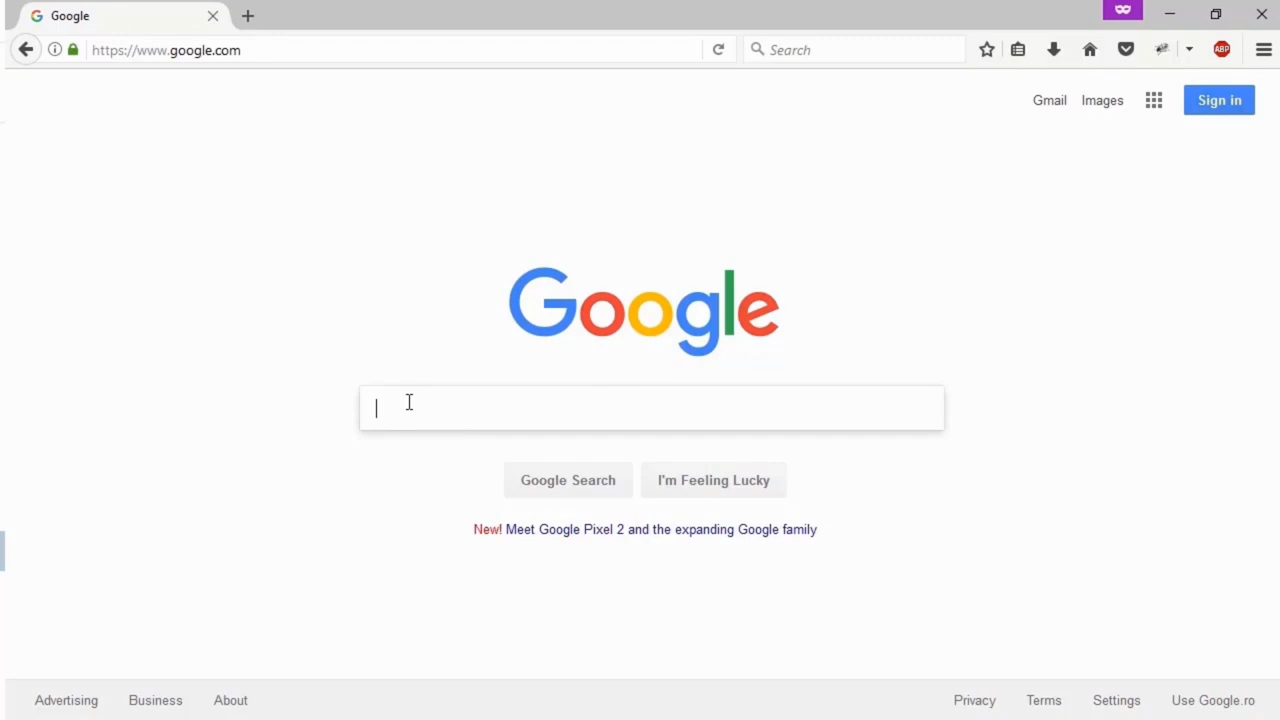 Google
https://www.google.com
Search
ABP
Gmail Images Sign in
Google
Google Search I'm Feeling Lucky
New! Meet Google Pixel 2 and the expanding Google family
Advertising Business About Privacy Terms Settings Use Google.ro